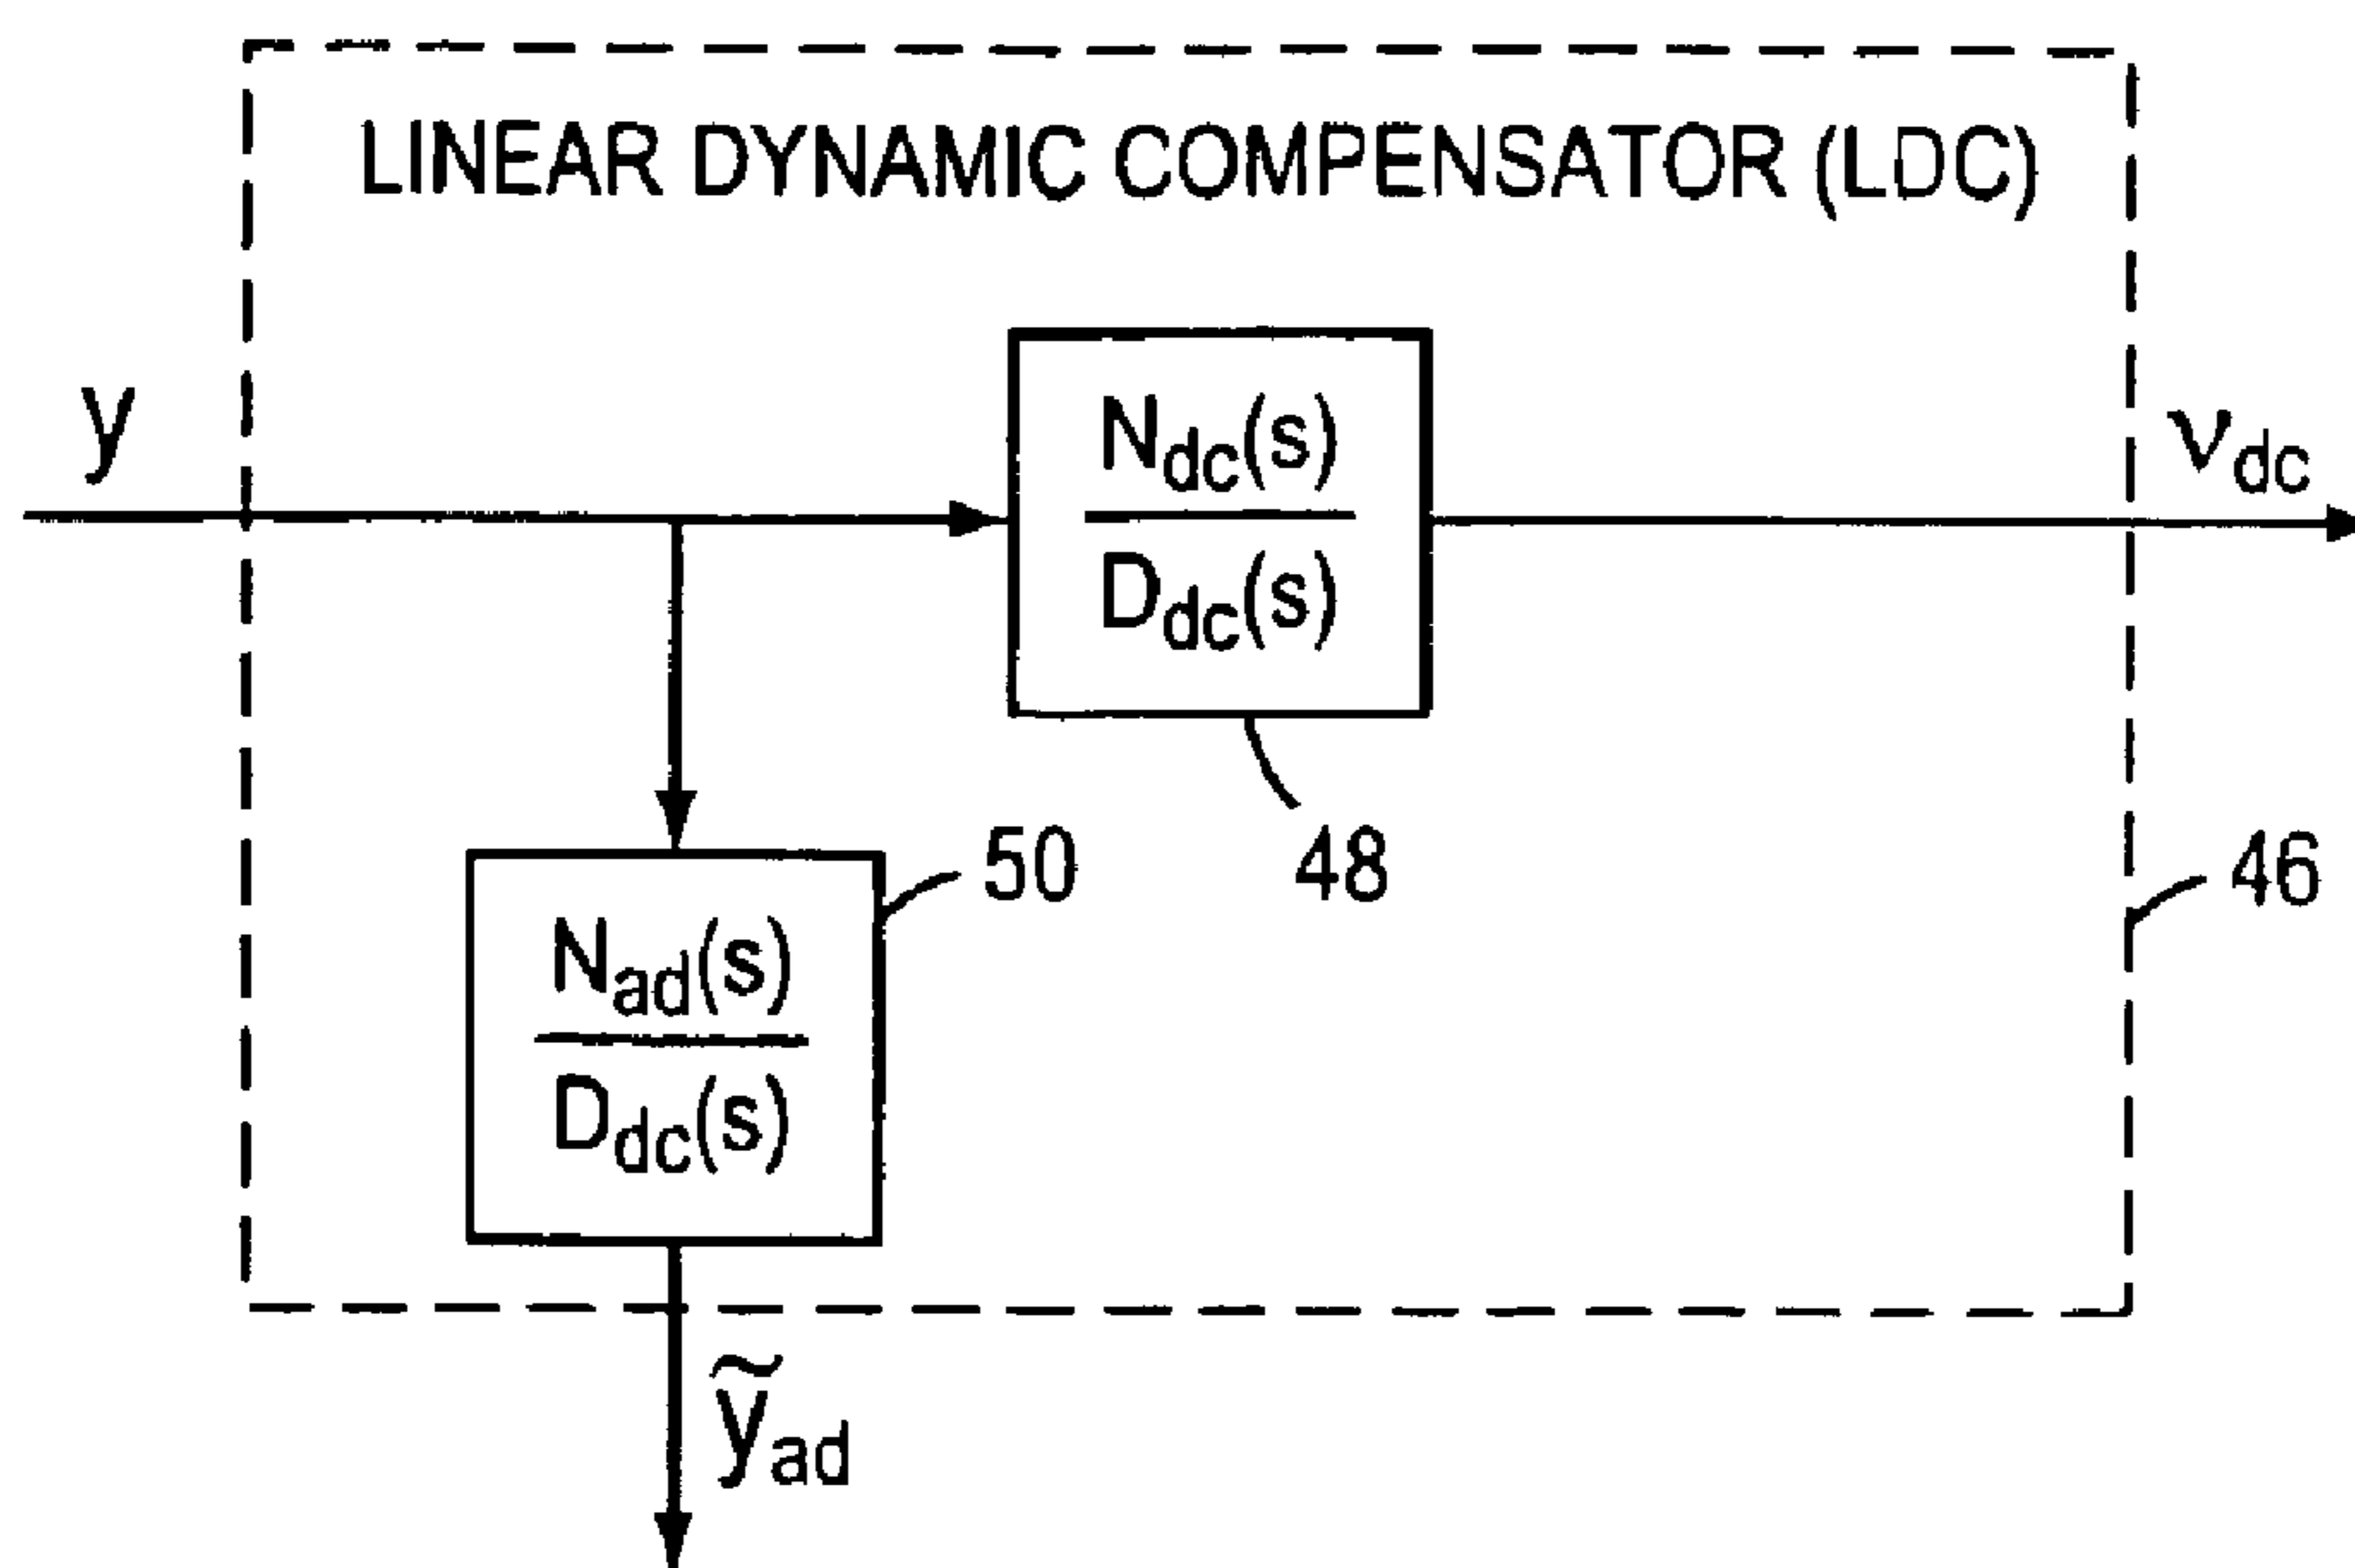 LINEAR DYNAMIC COMPENSATOR (LDC)
y
N_dc(s)
D_dc(s)
ν_dc
50
48
46
N_ad(s)
D_dc(s)
ỹ_ad